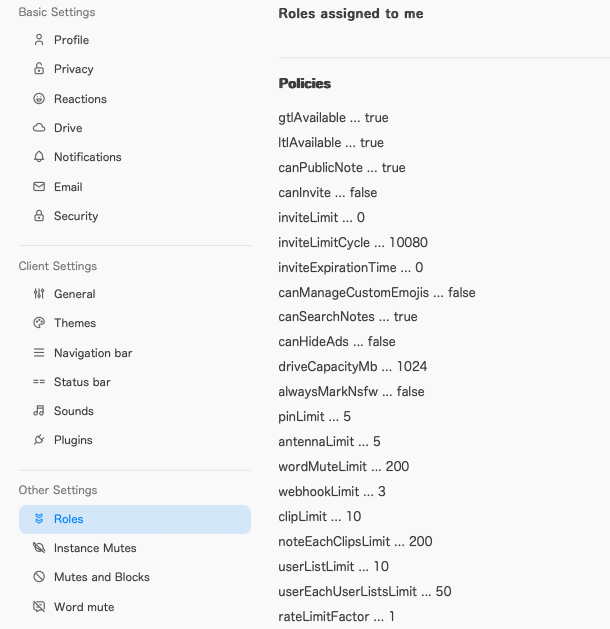 Basic Settings
Profile
Privacy
Reactions
Drive
Notifications
Email
Security
Client Settings
General
Themes
Navigation bar
Status bar
Sounds
Plugins
Other Settings
Roles
Instance Mutes
Mutes and Blocks
Word mute
Roles assigned to me
Policies
gtlAvailable ... true
ltlAvailable ... true
canPublicNote ... true
canInvite ... false
inviteLimit ... 0
inviteLimitCycle ... 10080
inviteExpirationTime ... 0
canManageCustomEmojis ... false
canSearchNotes ... true
canHideAds ... false
driveCapacityMb ... 1024
alwaysMarkNsfw ... false
pinLimit ... 5
antennaLimit ... 5
wordMuteLimit ... 200
webhookLimit ... 3
clipLimit ... 10
noteEachClipsLimit ... 200
userListLimit ... 10
userEachUserListsLimit ... 50
rateLimitFactor ... 1